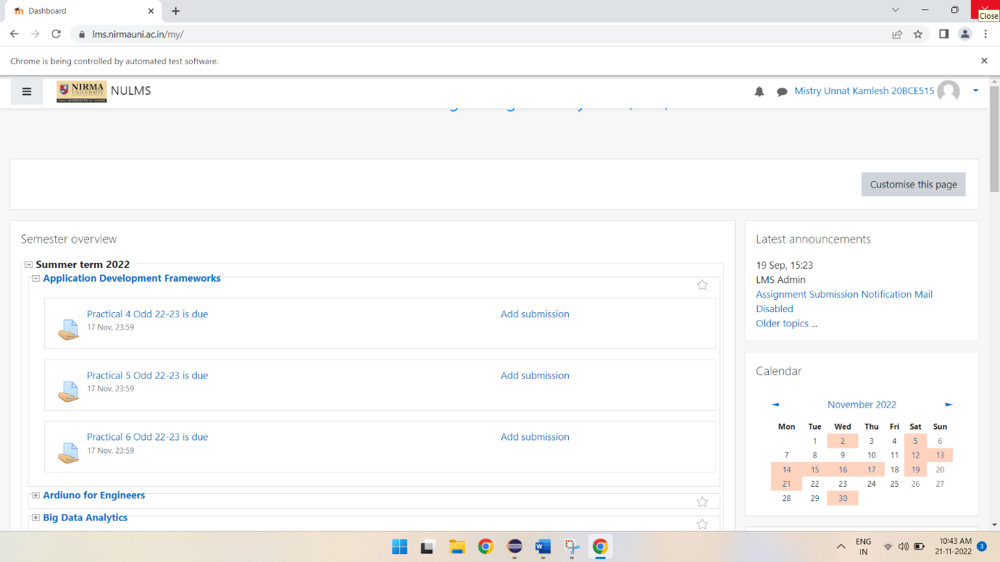 Dashboard
Close
lms.nirmauni.ac.in/my/
Chrome is being controlled by automated test software.
NIRMA
UNIVERSITY
NULMS
Mistry Unnat Kamlesh 20BCE515
Customise this page
Semester overview
Summer term 2022
Application Development Frameworks
Practical 4 Odd 22-23 is due
Add submission
17 Nov, 23:59
Practical 5 Odd 22-23 is due
Add submission
17 Nov, 23:59
Practical 6 Odd 22-23 is due
Add submission
17 Nov, 23:59
Ardiuno for Engineers
Big Data Analytics
Latest announcements
19 Sep, 15:23
LMS Admin
Assignment Submission Notification Mail
Disabled
Older topics ...
Calendar
◄ November 2022 ►
Mon Tue Wed Thu Fri Sat Sun
1 2 3 4 5 6
7 8 9 10 11 12 13
14 15 16 17 18 19 20
21 22 23 24 25 26 27
28 29 30
ENG
IN
10:43 AM
21-11-2022
3